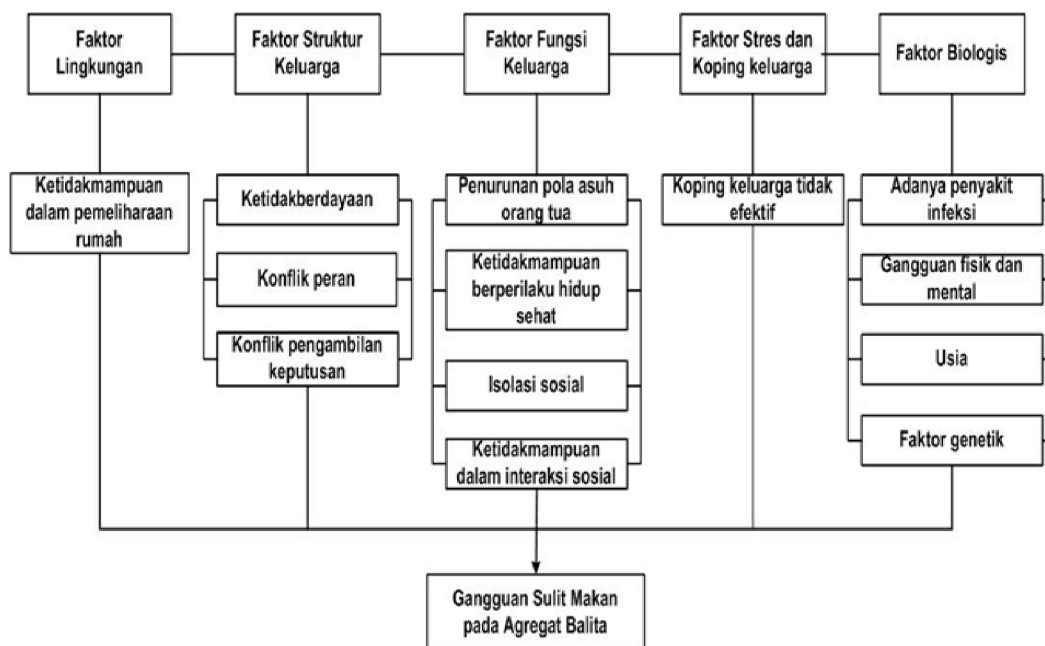 Faktor
Lingkungan
Faktor Struktur
Keluarga
Faktor Fungsi
Keluarga
Faktor Stres dan
Koping keluarga
Faktor Biologis
Ketidakmampuan
dalam pemeliharaan
rumah
Ketidakberdayaan
Konflik peran
Konflik pengambilan
keputusan
Penurunan pola asuh
orang tua
Ketidakmampuan
berperilaku hidup
sehat
Isolasi sosial
Ketidakmampuan
dalam interaksi sosial
Koping keluarga tidak
efektif
Adanya penyakit
infeksi
Gangguan fisik dan
mental
Usia
Faktor genetik
Gangguan Sulit Makan
pada Agregat Balita